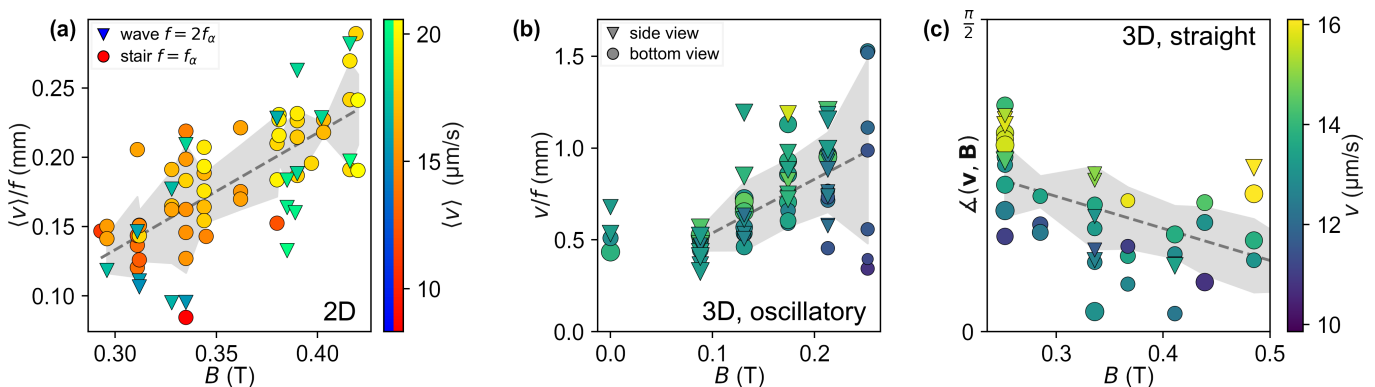 (a)
wave f = 2fα
stair f = fα
⟨v⟩/f (mm)
0.25
0.20
0.15
0.10
0.30
0.35
0.40
B (T)
2D
20
15
10
⟨v⟩ (μm/s)
(b)
side view
bottom view
v/f (mm)
1.5
1.0
0.5
0.0
0.0
0.1
0.2
B (T)
3D, oscillatory
(c)
π/2
0
∡(v, B)
3D, straight
0.3
0.4
0.5
B (T)
16
14
12
10
v (μm/s)